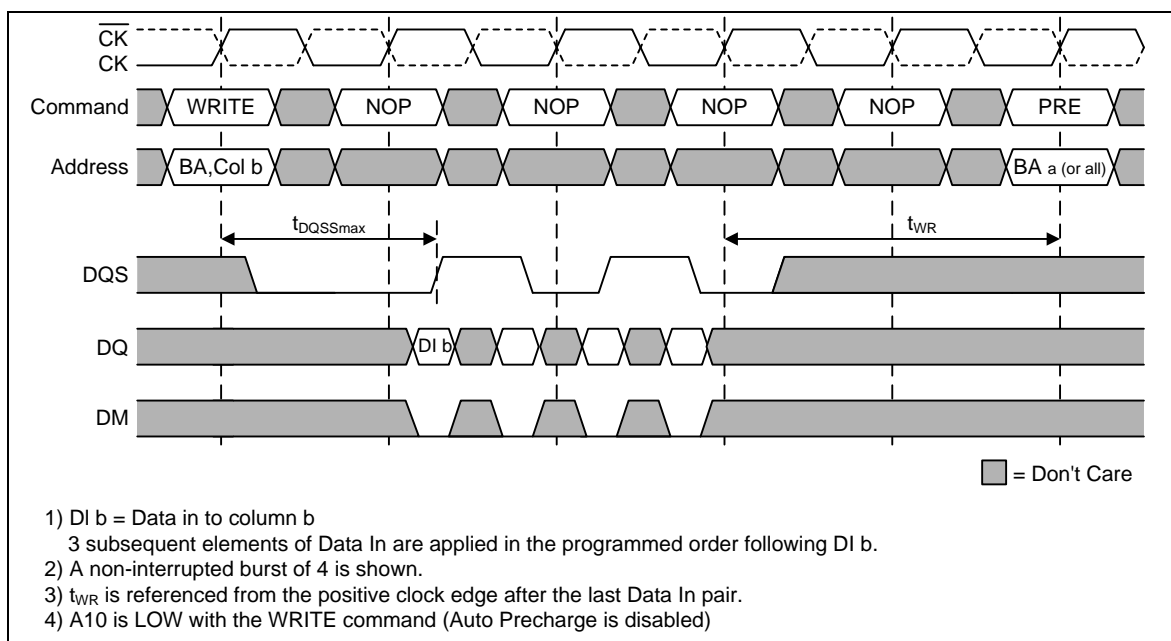 CK
CK
Command WRITE NOP NOP NOP NOP PRE
Address BA,Col b BA a (or all)
tDQSSmax tWR
DQS
DQ DI b
DM
= Don't Care
1) DI b = Data in to column b
3 subsequent elements of Data In are applied in the programmed order following DI b.
2) A non-interrupted burst of 4 is shown.
3) tWR is referenced from the positive clock edge after the last Data In pair.
4) A10 is LOW with the WRITE command (Auto Precharge is disabled)